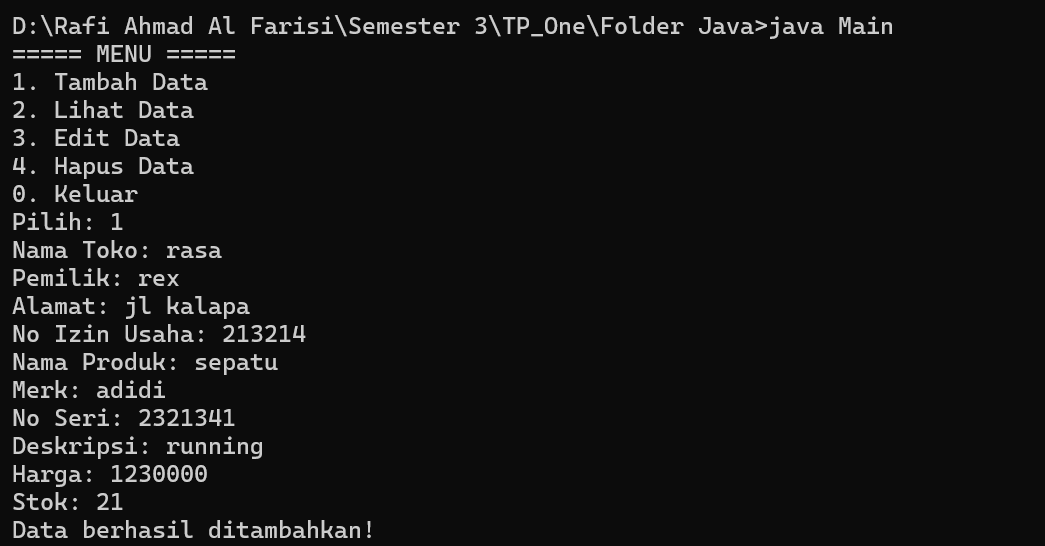 D:\Rafi Ahmad Al Farisi\Semester 3\TP_One\Folder Java>java Main
===== MENU =====
1. Tambah Data
2. Lihat Data
3. Edit Data
4. Hapus Data
0. Keluar
Pilih: 1
Nama Toko: rasa
Pemilik: rex
Alamat: jl kalapa
No Izin Usaha: 213214
Nama Produk: sepatu
Merk: adidi
No Seri: 2321341
Deskripsi: running
Harga: 1230000
Stok: 21
Data berhasil ditambahkan!